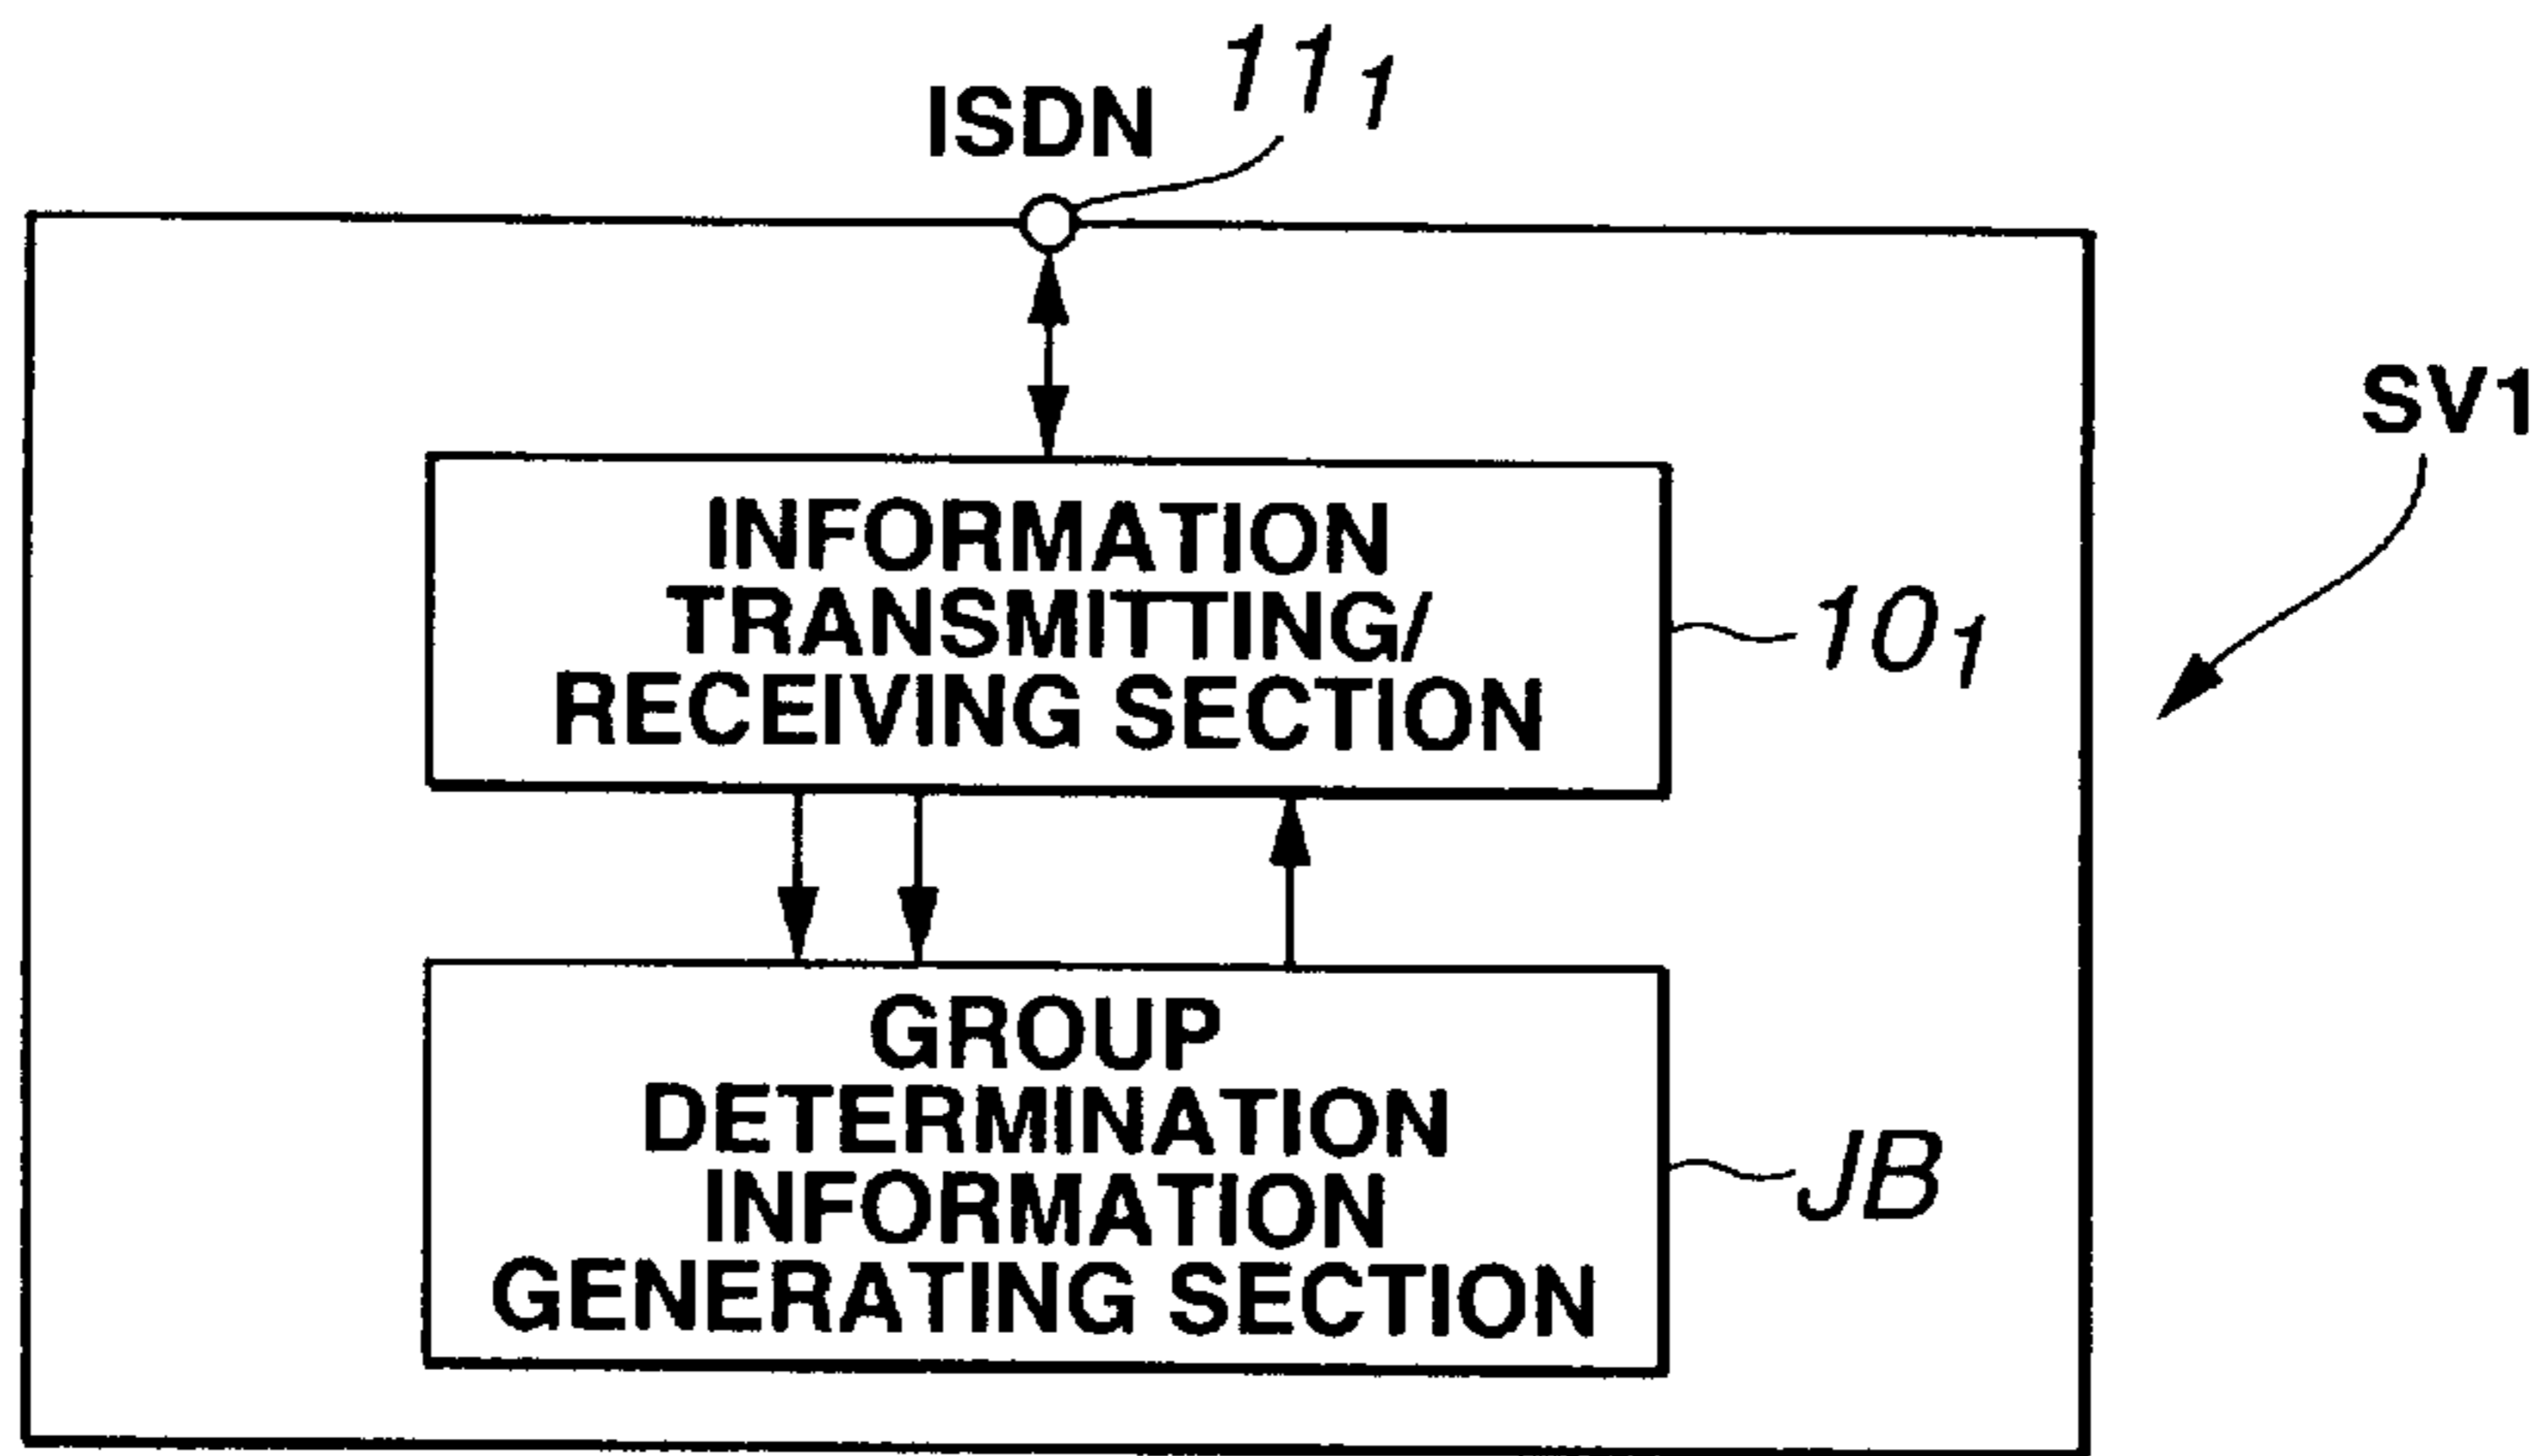 11₁
ISDN
SV1
INFORMATION
TRANSMITTING/
RECEIVING SECTION
10₁
GROUP
DETERMINATION
INFORMATION
GENERATING SECTION
JB